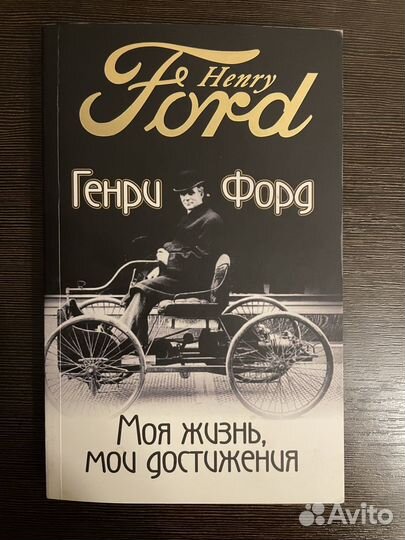 Henry
Ford
Генри Форд
Моя жизнь,
мои достижения
Avito